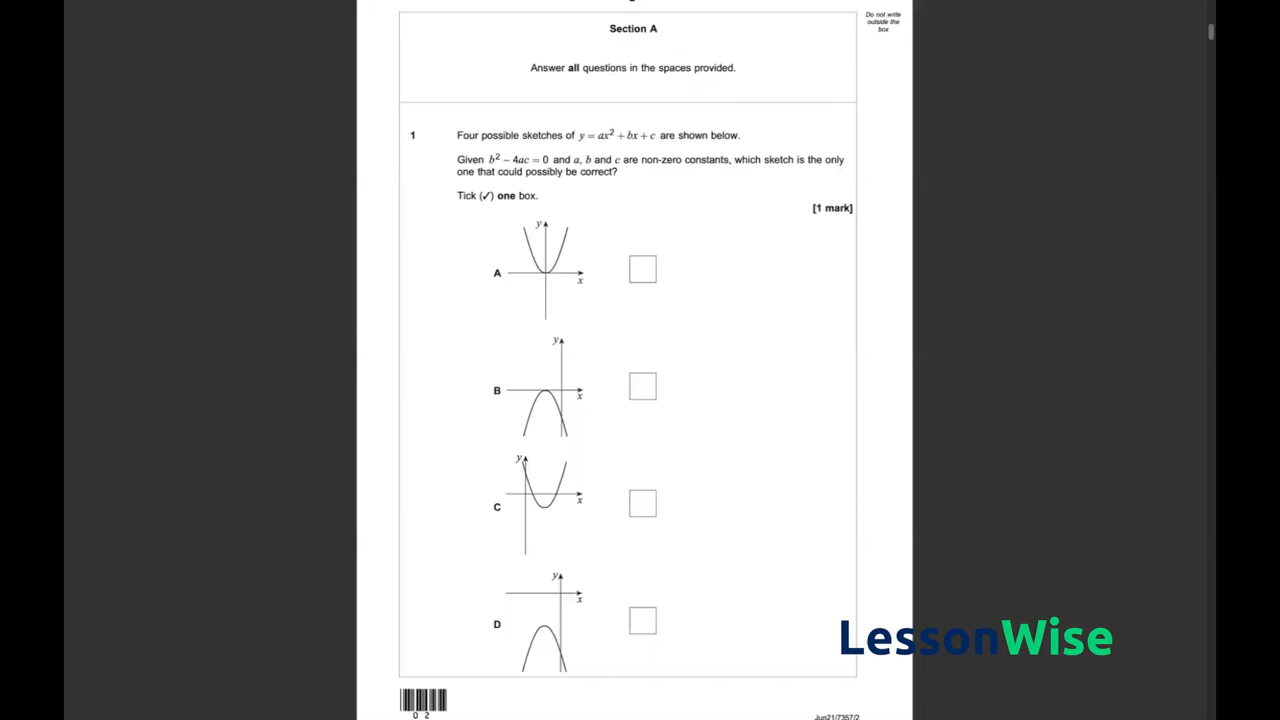 Section A
Do not write
outside the
box
Answer all questions in the spaces provided.
1 Four possible sketches of y = ax² + bx + c are shown below.
Given b² – 4ac = 0 and a, b and c are non-zero constants, which sketch is the only
one that could possibly be correct?
Tick (✓) one box.
[1 mark]
y
A
x
y
B
x
y
x
C
y
x
D
LessonWise
0 2
Jun21/7357/2